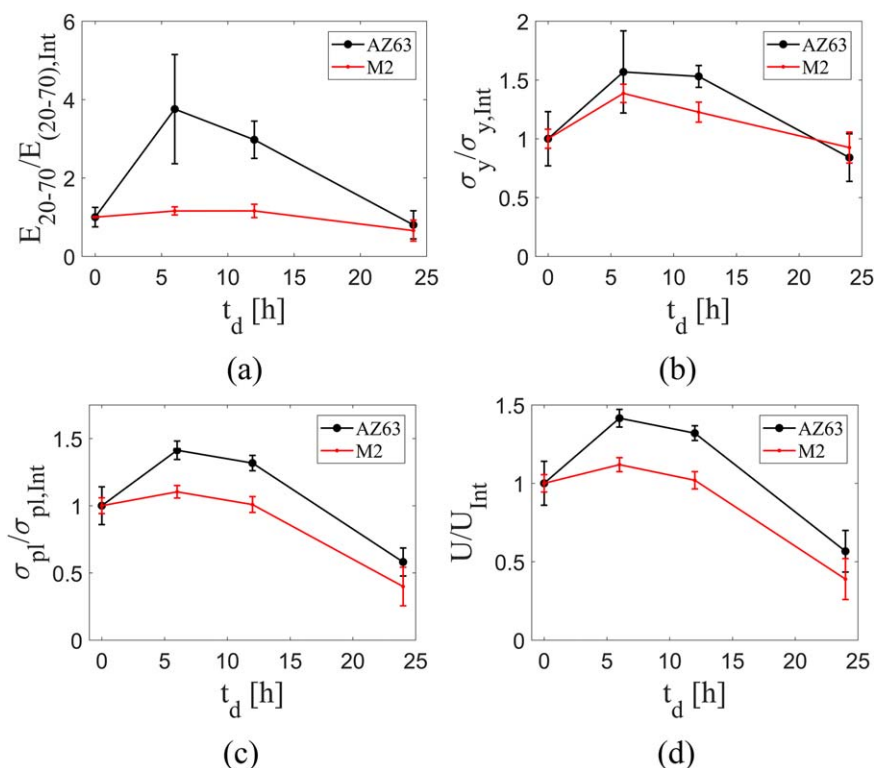 E20-70/E(20-70),Int
6
4
2
0
AZ63
M2
0 5 10 15 20 25
td [h]
(a)
σy/σy,Int
2
1.5
1
0.5
0
AZ63
M2
0 5 10 15 20 25
td [h]
(b)
σpl/σpl,Int
1.5
1
0.5
0
AZ63
M2
0 5 10 15 20 25
td [h]
(c)
U/UInt
1.5
1
0.5
0
AZ63
M2
0 5 10 15 20 25
td [h]
(d)